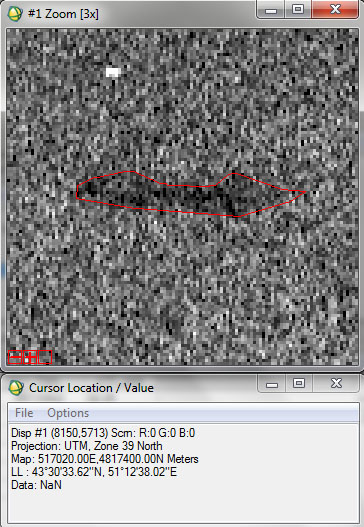 #1 Zoom [3x]
Cursor Location / Value
File Options
Disp #1 (8150,5713) Scrn: R:0 G:0 B:0
Projection: UTM, Zone 39 North
Map: 517020.00E,4817400.00N Meters
LL : 43°30'33.62"N, 51°12'38.02"E
Data: NaN